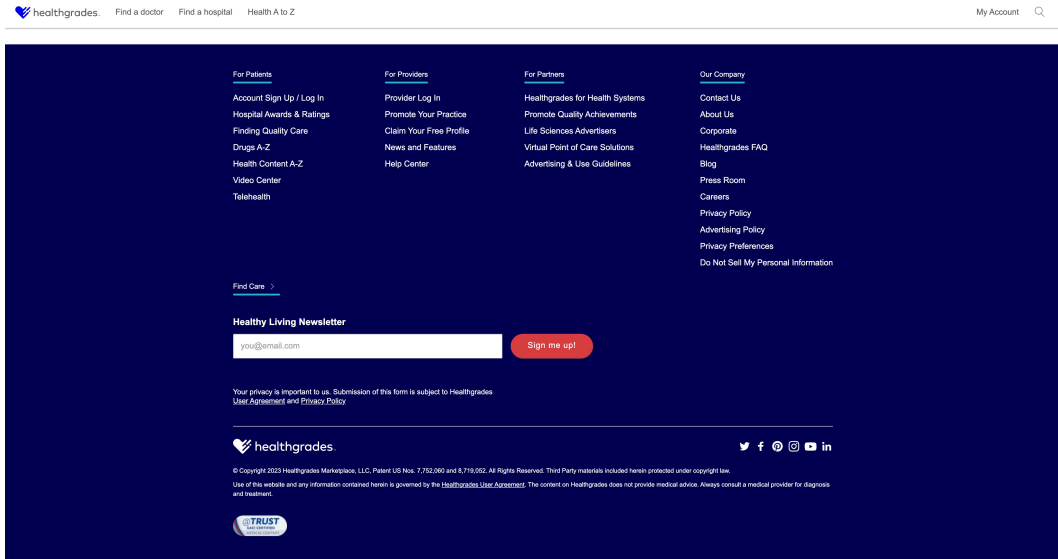 healthgrades.
Find a doctor
Find a hospital
Health A to Z
My Account
For Patients
Account Sign Up / Log In
Hospital Awards & Ratings
Finding Quality Care
Drugs A-Z
Health Content A-Z
Video Center
Telehealth
For Providers
Provider Log In
Promote Your Practice
Claim Your Free Profile
News and Features
Help Center
For Partners
Healthgrades for Health Systems
Promote Quality Achievements
Life Sciences Advertisers
Virtual Point of Care Solutions
Advertising & Use Guidelines
Our Company
Contact Us
About Us
Corporate
Healthgrades FAQ
Blog
Press Room
Careers
Privacy Policy
Advertising Policy
Privacy Preferences
Do Not Sell My Personal Information
Find Care
Healthy Living Newsletter
you@email.com
Sign me up!
Your privacy is important to us. Submission of this form is subject to Healthgrades
User Agreement and Privacy Policy
healthgrades.
© Copyright 2023 Healthgrades Marketplace, LLC, Patent US Nos. 7,752,060 and 8,719,052. All Rights Reserved. Third Party materials included herein protected under copyright law.
Use of this website and any information contained herein is governed by the Healthgrades User Agreement. The content on Healthgrades does not provide medical advice. Always consult a medical provider for diagnosis
and treatment.
@TRUST
MEDICAL CONTENT